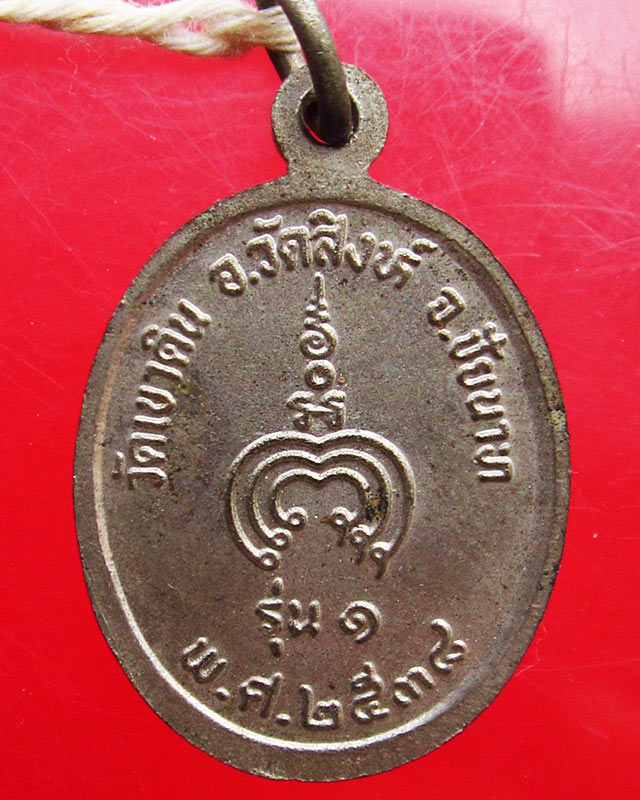 วัดเขวดิน อ.วัดสิงห์ จ.ชัยนาท
รุ่น ๑
พ.ศ.๒๕๓๘